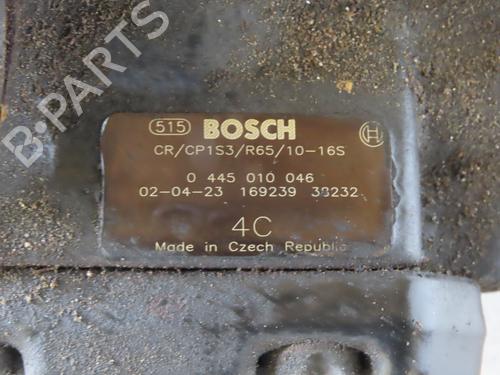 515 BOSCH
CR/CP1S3/R65/10-16S
0 445 010 046
02-04-23 169239 38232
4C
Made in Czech Republic
B-PARTS